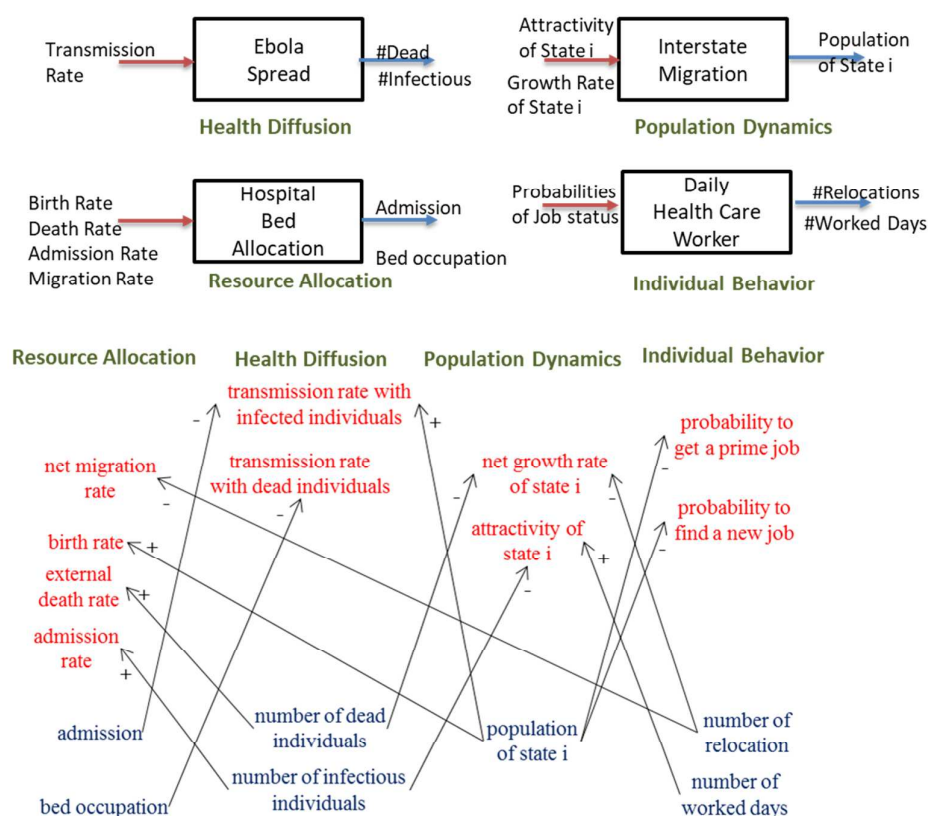 Transmission
Rate
Ebola
Spread
#Dead
#Infectious
Health Diffusion
Attractivity
of State i
Growth Rate
of State i
Interstate
Migration
Population
of State i
Population Dynamics
Birth Rate
Death Rate
Admission Rate
Migration Rate
Hospital
Bed
Allocation
Admission
Bed occupation
Resource Allocation
Probabilities
of Job status
Daily
Health Care
Worker
#Relocations
#Worked Days
Individual Behavior
Resource Allocation
Health Diffusion
Population Dynamics
Individual Behavior
transmission rate with
infected individuals
- +
probability to
get a prime job
-
net migration
rate
-
transmission rate
with dead individuals
-
net growth rate
of state i
- -
probability to
find a new job
-
birth rate
+
attractivity of
state i
- +
external
death rate
+
admission
rate
+
admission
number of dead
individuals
population
of state i
number of
relocation
bed occupation
number of infectious
individuals
number of
worked days